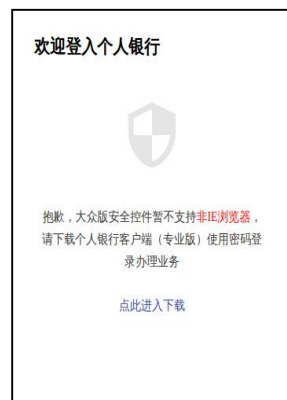 欢迎登入个人银行
抱歉，大众版安全控件暂不支持非IE浏览器，
请下载个人银行客户端（专业版）使用密码登
录办理业务
点此进入下载